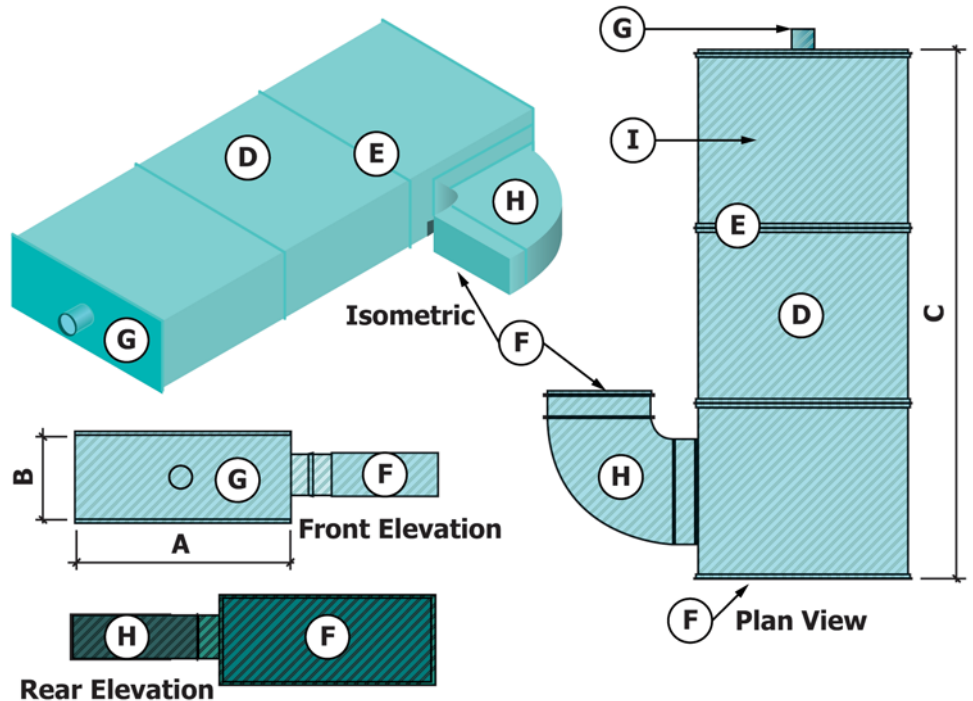 G
D
E
I
H
E
G
Isometric
D
C
F
B
G
F
H
Front Elevation
A
H
F
F
Plan View
Rear Elevation